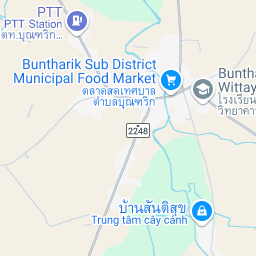 PTT
PTT Station
ตท.บุณฑริก...
Buntharik Sub District
Municipal Food Market
ตลาดสดเทศบาล
ตำบลบุณฑริก
Buntha
Wittay
โรงเรียน
วิทยาคา
2248
บ้านสันติสุข
Trung tâm cây cảnh